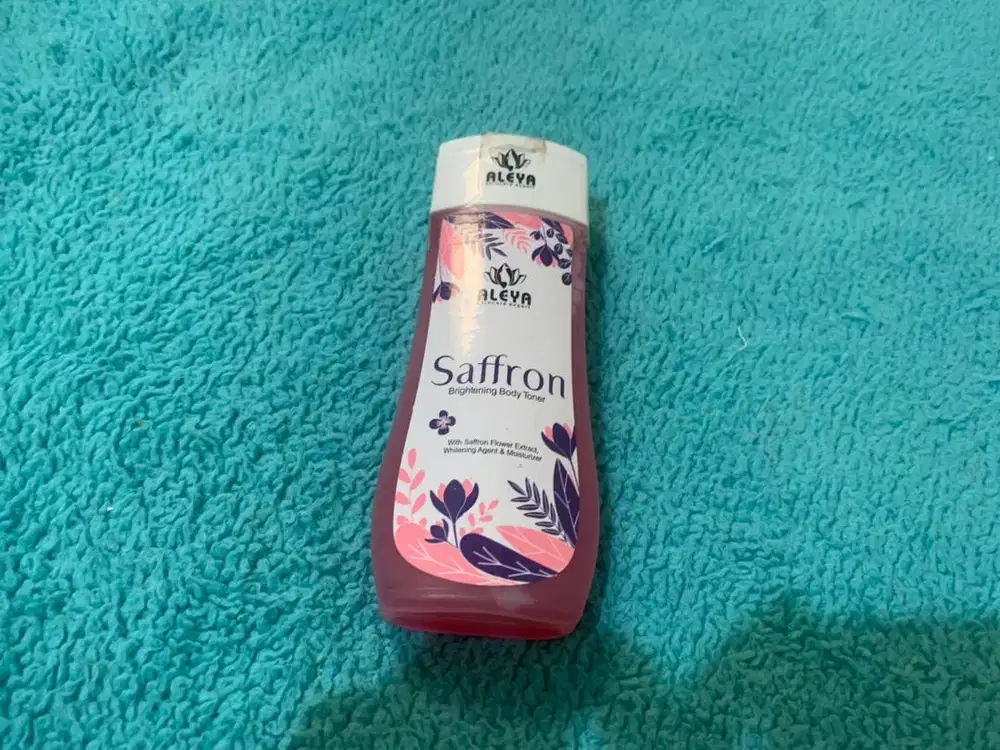 ALEYA
ALEYA
Saffron
Brightening Body Toner
With Saffron Flower Extract,
Whitening Agent & Moisturizer